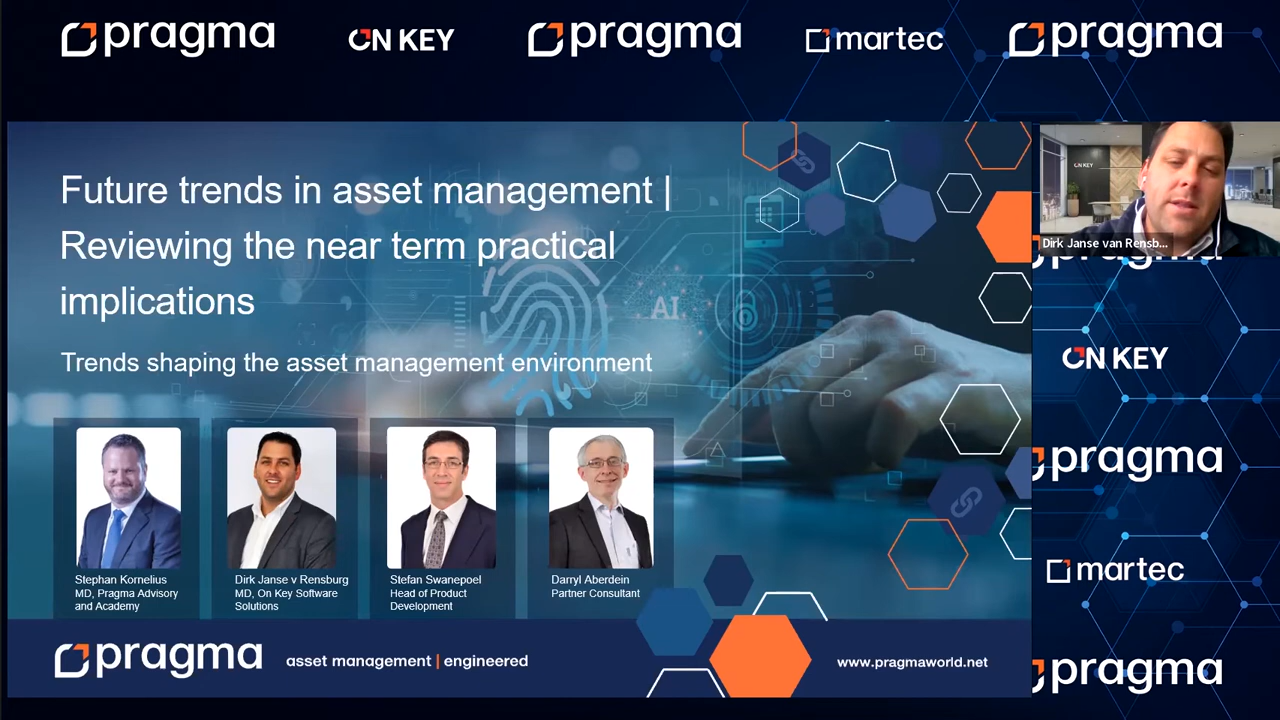 pragma
ON KEY
pragma
martec
pragma
Future trends in asset management |
Reviewing the near term practical
implications
Trends shaping the asset management environment
AI
Stephan Kornelius
MD, Pragma Advisory
and Academy
Dirk Janse v Rensburg
MD, On Key Software
Solutions
Stefan Swanepoel
Head of Product
Development
Darryl Aberdein
Partner Consultant
pragma
asset management | engineered
www.pragmaworld.net
ON KEY
Dirk Janse van Rensb...
pragma
ON KEY
pragma
martec
pragma